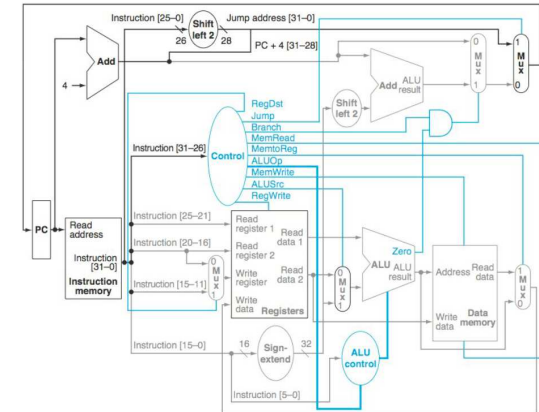 Instruction [25–0]
Shift
left 2
Jump address [31–0]
26
28
PC + 4 [31–28]
Add
4
Add
ALU
result
Shift
left 2
0
M
u
x
1
1
M
u
x
0
RegDst
Jump
Branch
MemRead
MemtoReg
ALUOp
MemWrite
ALUSrc
RegWrite
Instruction [31–26]
Control
PC
Read
address
Instruction
[31–0]
Instruction
memory
Instruction [25–21]
Instruction [20–16]
Instruction [15–11]
0
M
u
x
1
Read
register 1
Read
register 2
Write
register
Write
data
Read
data 1
Read
data 2
Registers
0
M
u
x
1
Zero
ALU
ALU
result
Address
Read
data
Write
data
Data
memory
1
M
u
x
0
Instruction [15–0]
16
Sign-
extend
32
ALU
control
Instruction [5–0]